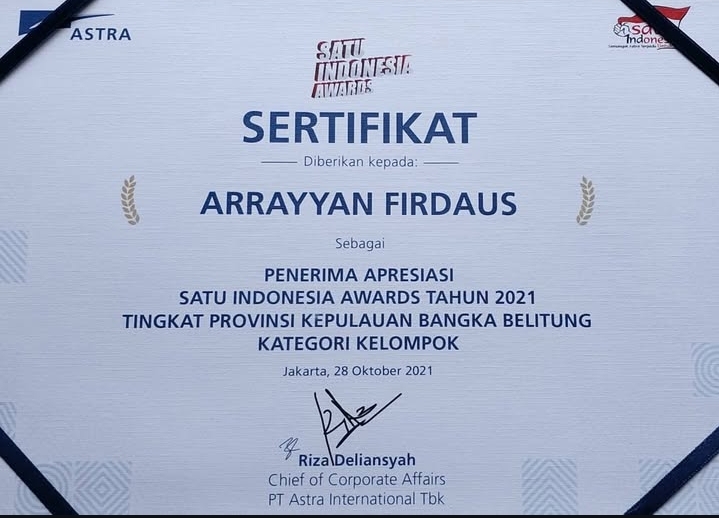 ASTRA
SATU
INDONESIA
AWARDS
SERTIFIKAT
Diberikan kepada:
ARRAYYAN FIRDAUS
Sebagai
PENERIMA APRESIASI
SATU INDONESIA AWARDS TAHUN 2021
TINGKAT PROVINSI KEPULAUAN BANGKA BELITUNG
KATEGORI KELOMPOK
Jakarta, 28 Oktober 2021
Riza Deliansyah
Chief of Corporate Affairs
PT Astra International Tbk